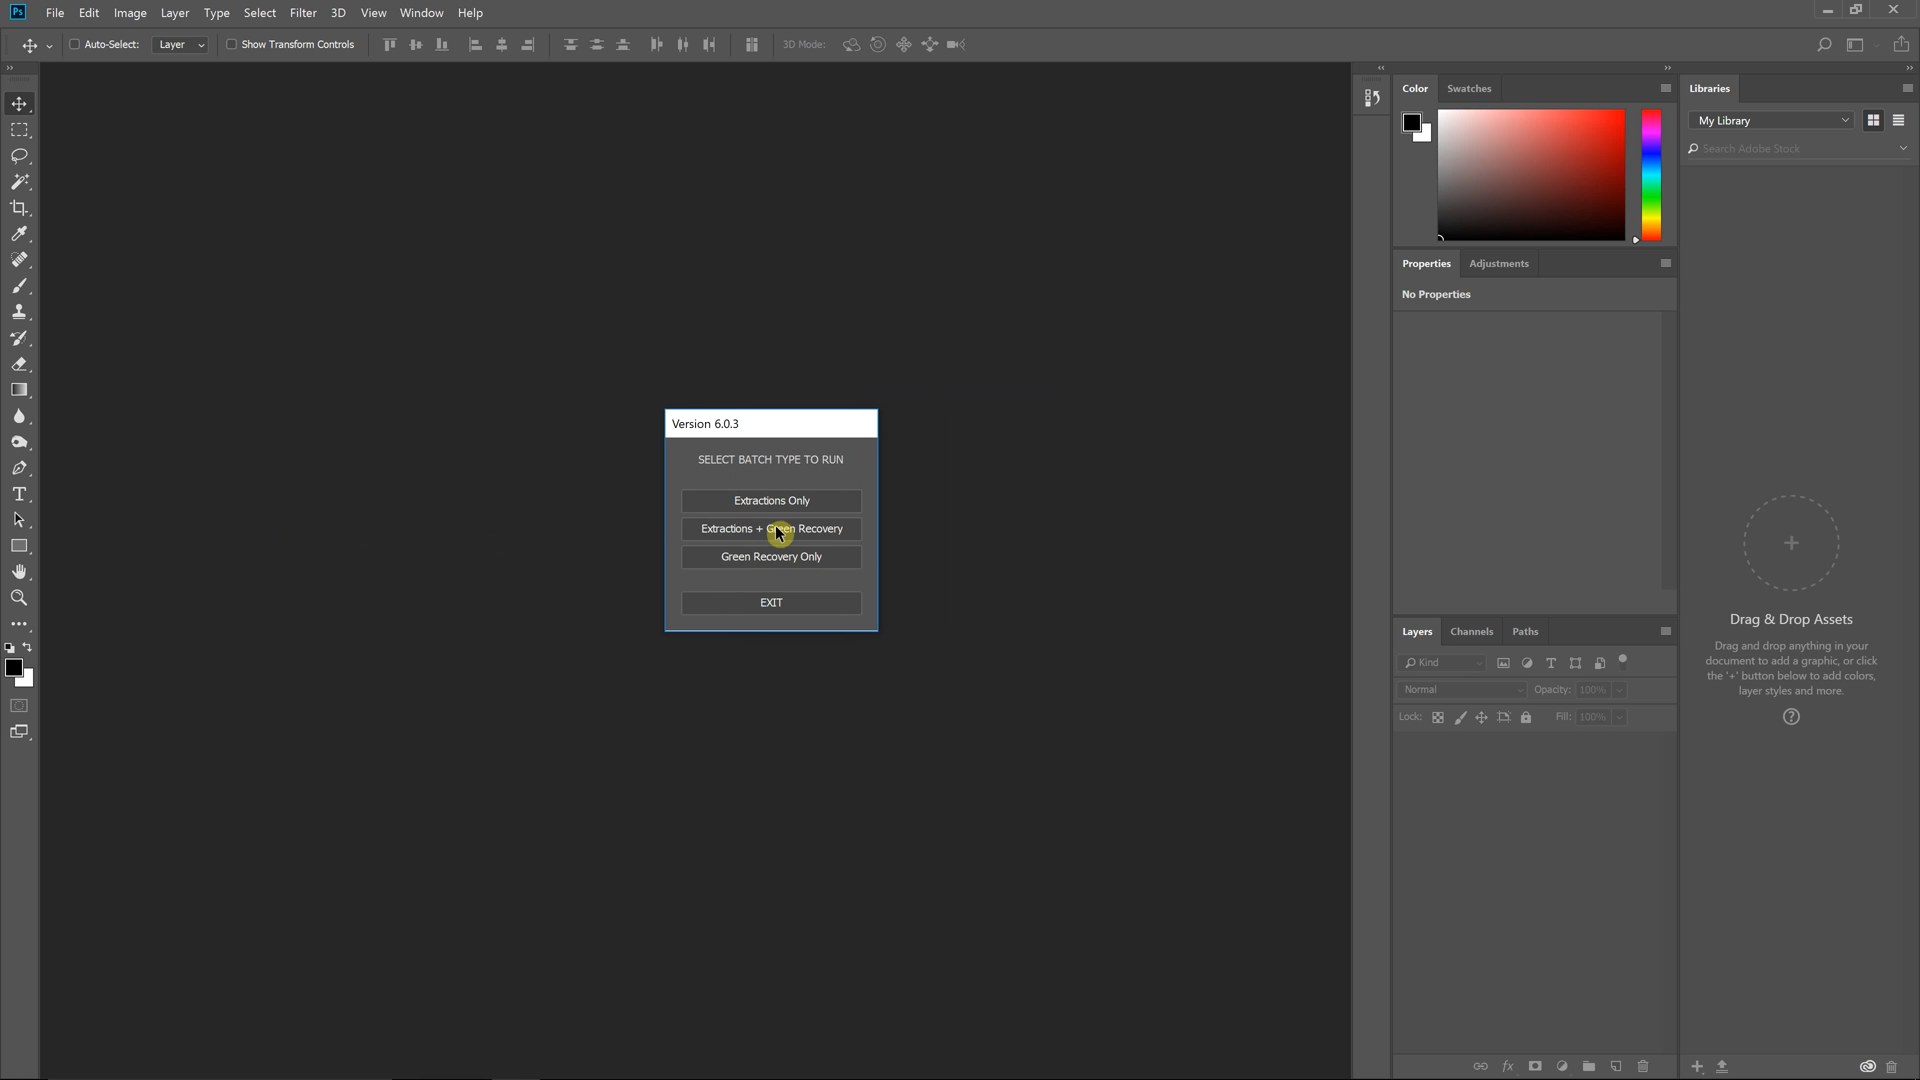 Ps File Edit Image Layer Type Select Filter 3D View Window Help
Auto-Select: Layer Show Transform Controls 3D Mode:
Color Swatches
Libraries
My Library
Search Adobe Stock
Properties Adjustments
No Properties
Version 6.0.3
SELECT BATCH TYPE TO RUN
Extractions Only
Extractions + Green Recovery
Green Recovery Only
EXIT
Layers Channels Paths
Kind
Normal Opacity: 100%
Lock: Fill: 100%
Drag & Drop Assets
Drag and drop anything in your
document to add a graphic, or click
the '+' button below to add colors,
layer styles and more.